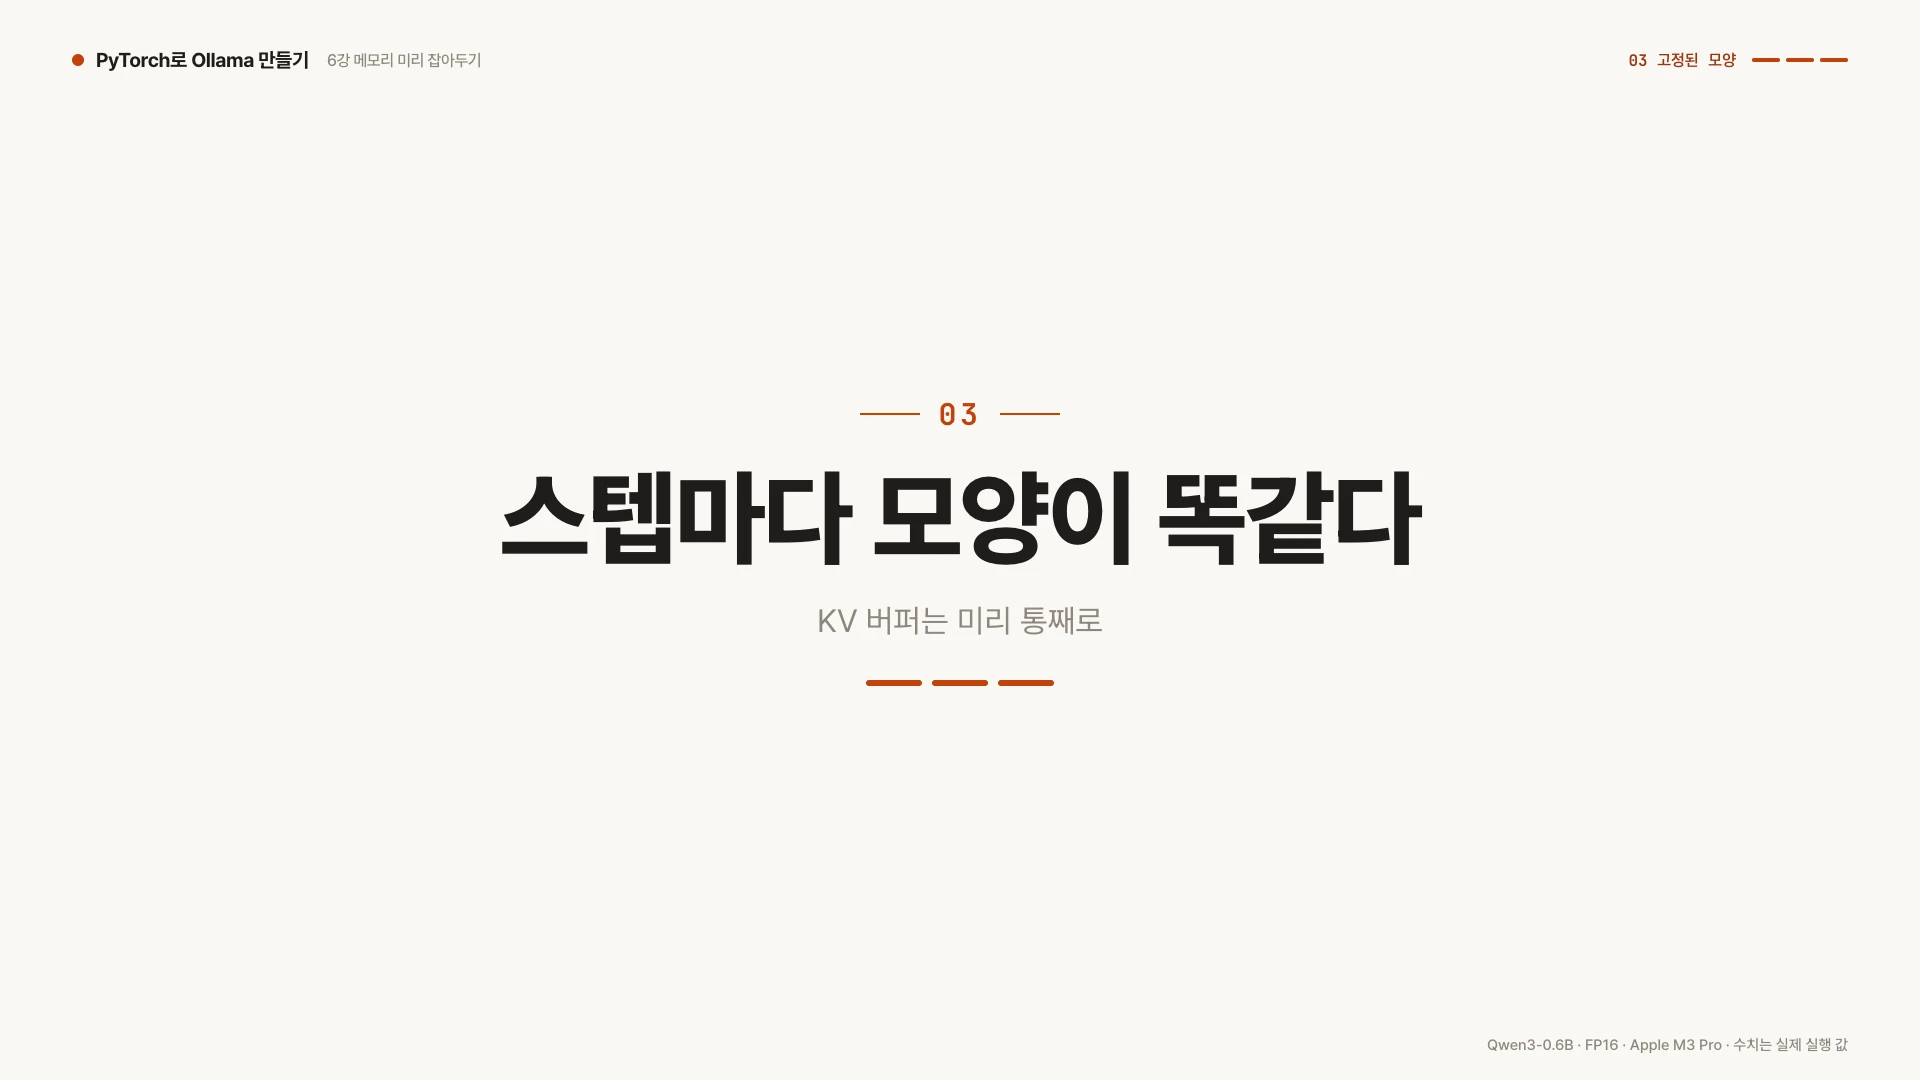 PyTorch로 Ollama 만들기 6강 메모리 미리 잡아두기
03 고정된 모양
03
스텝마다 모양이 똑같다
KV 버퍼는 미리 통째로
Qwen3-0.6B · FP16 · Apple M3 Pro · 수치는 실제 실행 값